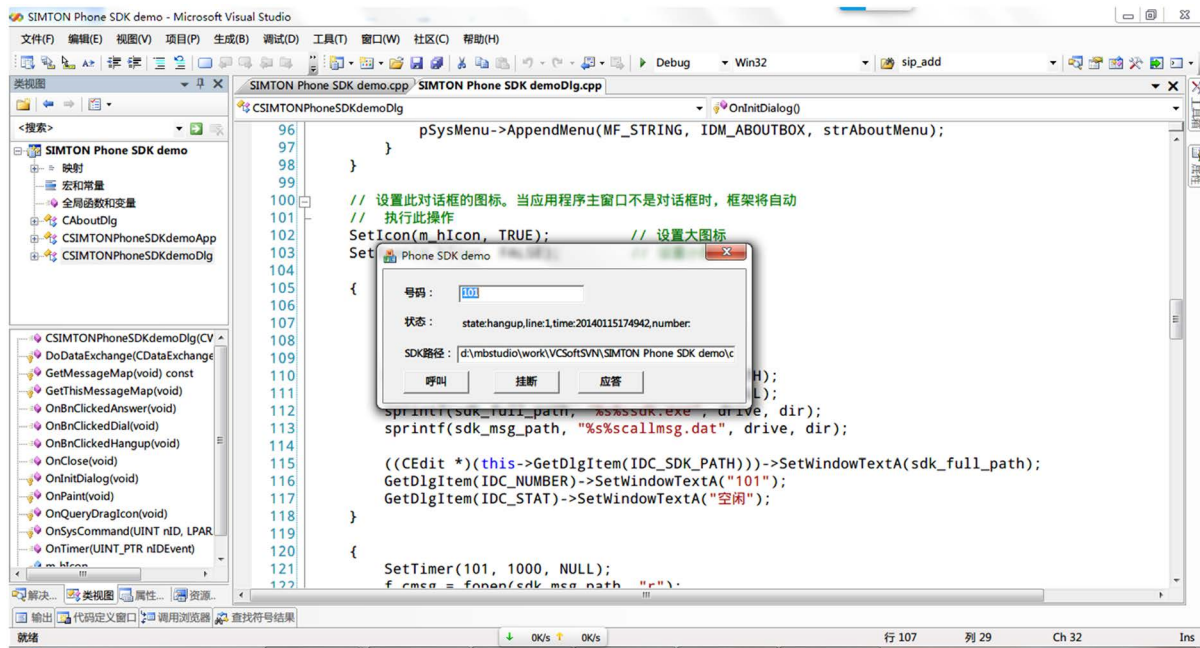 SIMTON Phone SDK demo - Microsoft Visual Studio
文件(F) 编辑(E) 视图(V) 项目(P) 生成(B) 调试(D) 工具(T) 窗口(W) 社区(C) 帮助(H)
Debug Win32 sip_add
类视图
SIMTON Phone SDK demo.cpp SIMTON Phone SDK demoDlg.cpp
CSIMTONPhoneSDKdemoDlg OnInitDialog()
<搜索>
SIMTON Phone SDK demo
映射
宏和常量
全局函数和变量
CAboutDlg
CSIMTONPhoneSDKdemoApp
CSIMTONPhoneSDKdemoDlg
CSIMTONPhoneSDKdemoDlg(CW
DoDataExchange(CDataExchange
GetMessageMap(void) const
GetThisMessageMap(void)
OnBnClickedAnswer(void)
OnBnClickedDial(void)
OnBnClickedHangup(void)
OnClose(void)
OnInitDialog(void)
OnPaint(void)
OnQueryDragIcon(void)
OnSysCommand(UINT nID, LPAR
OnTimer(UINT_PTR nIDEvent)
m_hIcon
96 pSysMenu->AppendMenu(MF_STRING, IDM_ABOUTBOX, strAboutMenu);
97 }
98 }
99
100 // 设置此对话框的图标。当应用程序主窗口不是对话框时，框架将自动
101 // 执行此操作
102 SetIcon(m_hIcon, TRUE); // 设置大图标
103 Set
104
105 {
106
107
108
109
110 H);
111 L);
112 sprintf(sdk_full_path, "%s%ssdk.exe", drive, dir);
113 sprintf(sdk_msg_path, "%s%scallmsg.dat", drive, dir);
114
115 ((CEdit *)(this->GetDlgItem(IDC_SDK_PATH)))->SetWindowTextA(sdk_full_path);
116 GetDlgItem(IDC_NUMBER)->SetWindowTextA("101");
117 GetDlgItem(IDC_STAT)->SetWindowTextA("空闲");
118 }
119
120 {
121 SetTimer(101, 1000, NULL);
122 f_cmsg = fopen(sdk_msg_path, "r");
Phone SDK demo
号码： 101
状态： state:hangup,line:1,time:20140115174942,number:
SDK路径： d:\mbstudio\work\VCSoftSVN\SIMTON Phone SDK demo\c
呼叫 挂断 应答
解决... 类视图 属性... 资源...
输出 代码定义窗口 调用浏览器 查找符号结果
就绪 0K/s 0K/s 行 107 列 29 Ch 32 Ins